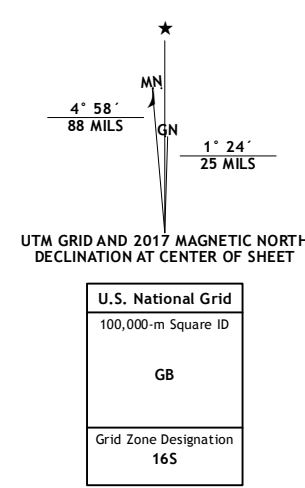 ★
MN
4° 58´
88 MILS
GN
1° 24´
25 MILS
UTM GRID AND 2017 MAGNETIC NORTH
DECLINATION AT CENTER OF SHEET
U.S. National Grid
100,000-m Square ID
GB
Grid Zone Designation
16S